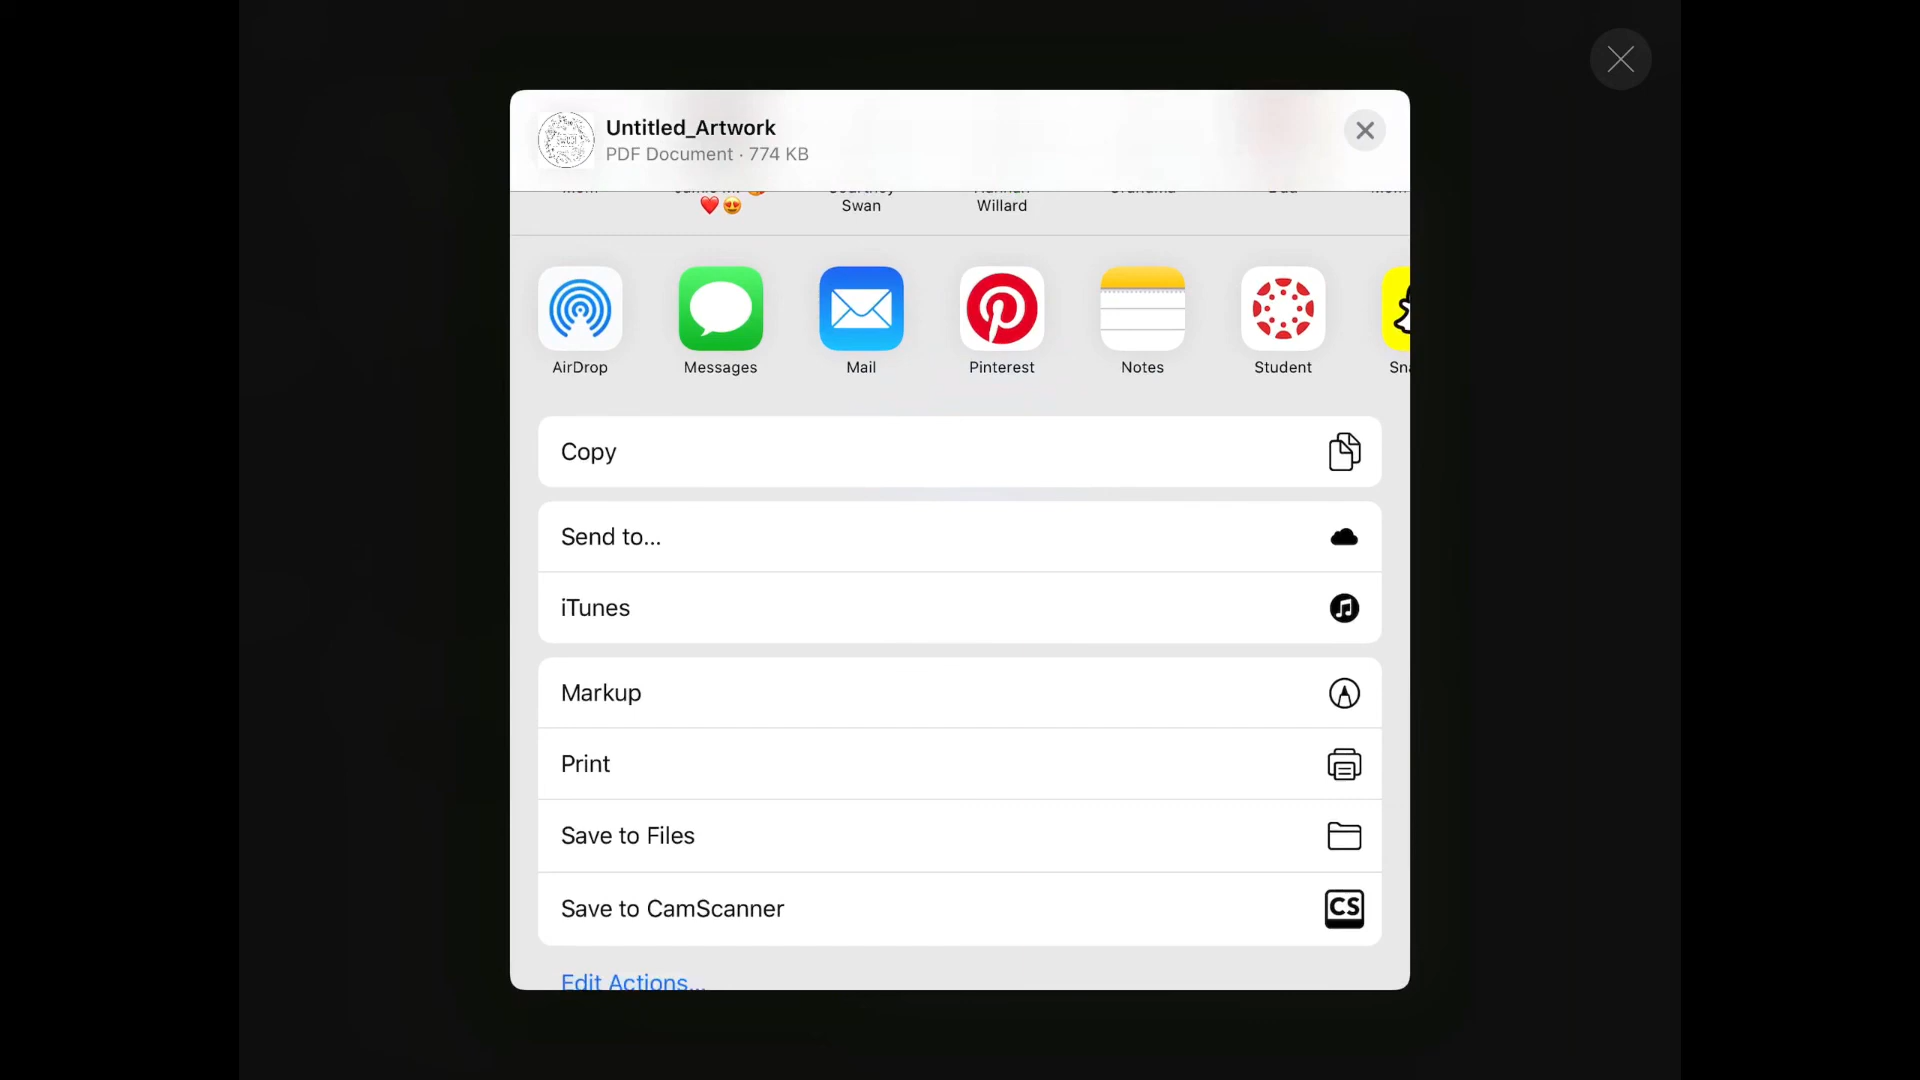 Untitled_Artwork
PDF Document · 774 KB
Swan
Willard
AirDrop
Messages
Mail
Pinterest
Notes
Student
Copy
Send to...
iTunes
Markup
Print
Save to Files
Save to CamScanner
CS
Edit Actions...